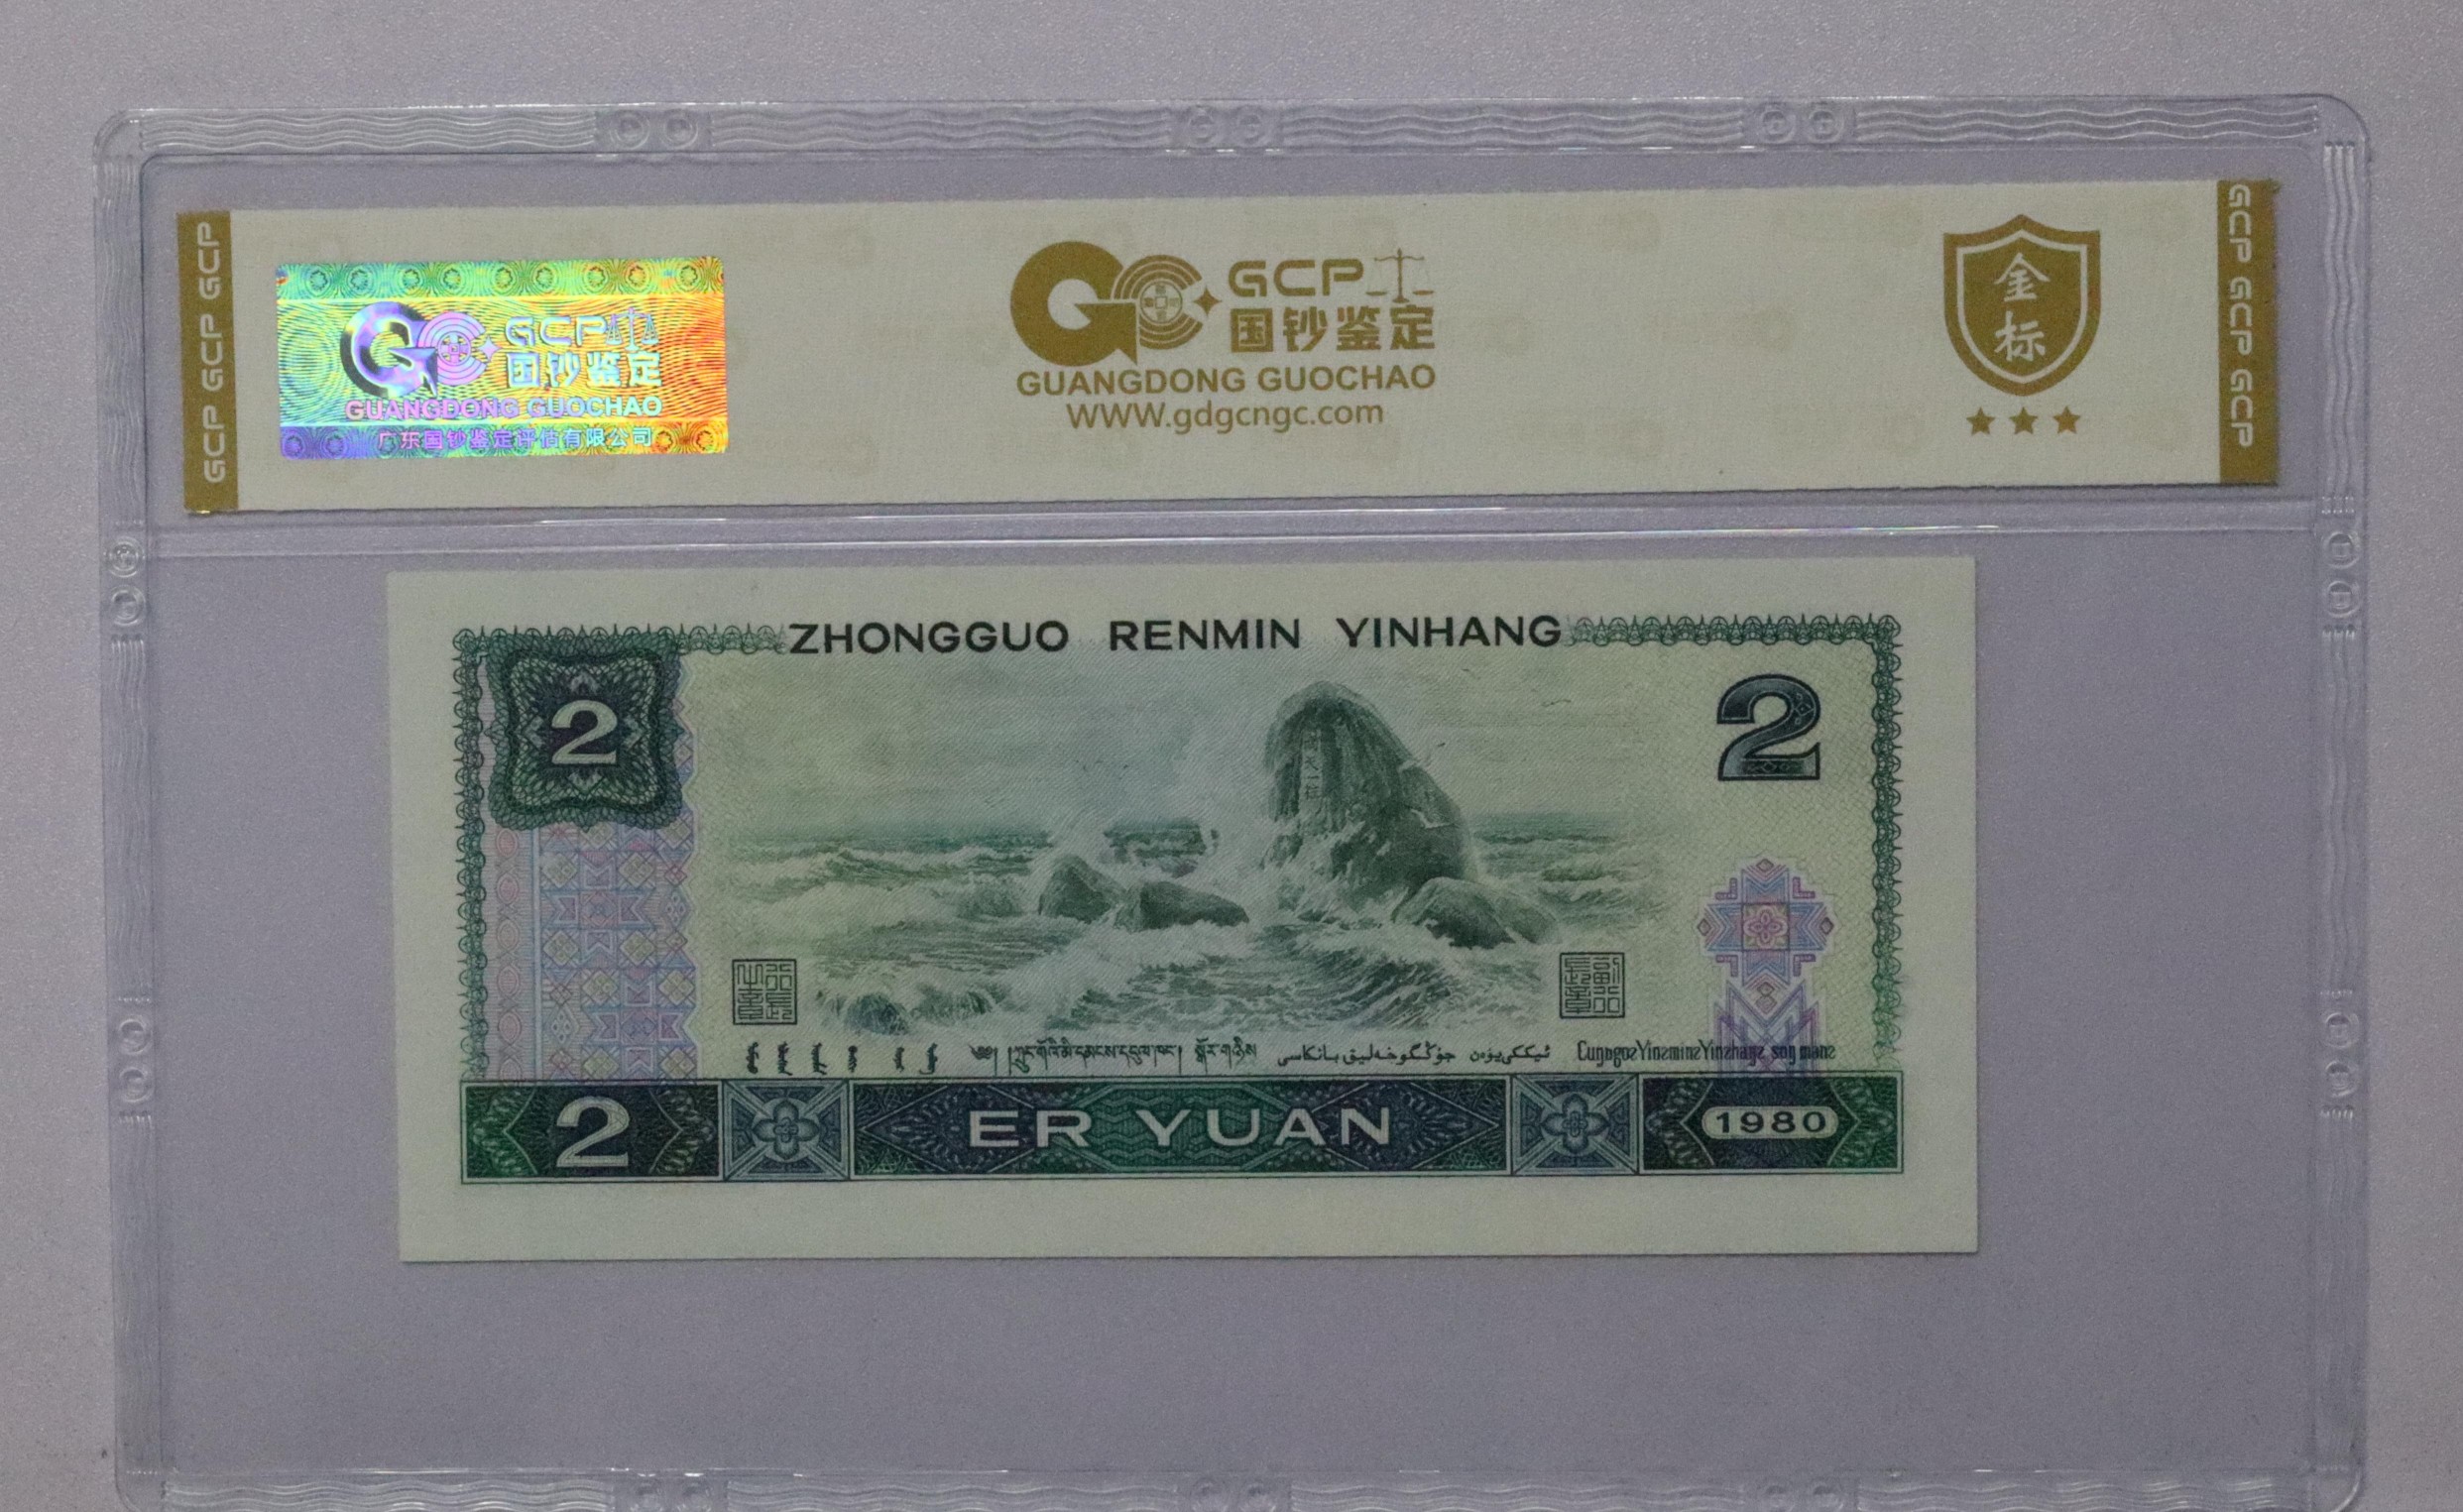 GCP GCP GCP
GCP
国钞鉴定
GUANGDONG GUOCHAO
广东国钞鉴定评估有限公司
GCP
国钞鉴定
GUANGDONG GUOCHAO
WWW.gdgcngc.com
金
标
GCP GCP GCP
ZHONGGUO RENMIN YINHANG
2
2
2
ER YUAN
1980